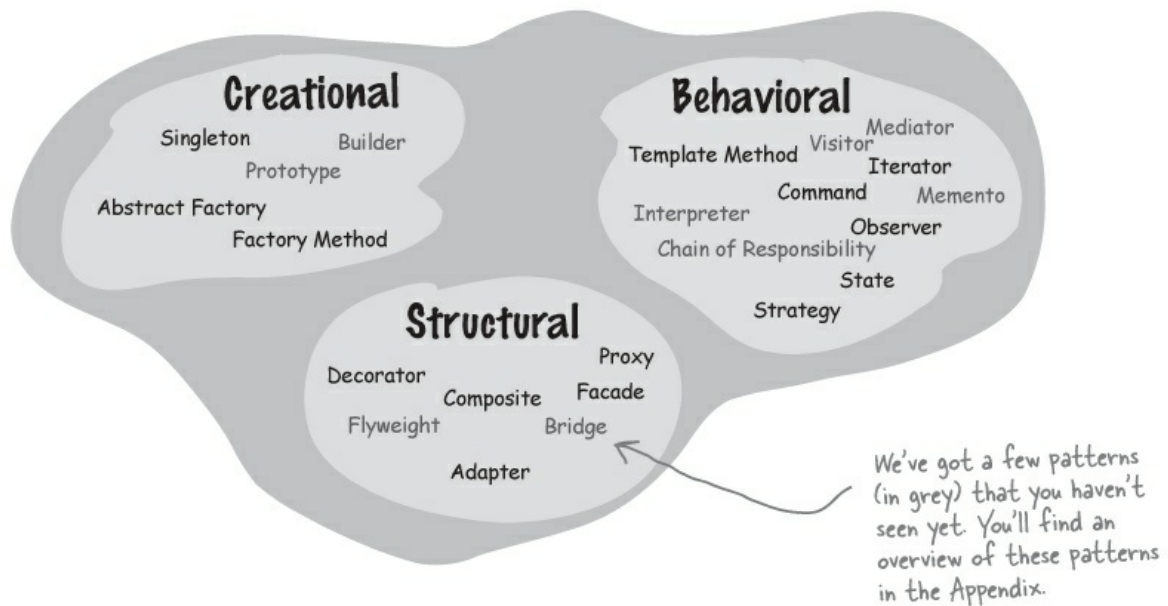 Creational
Singleton
Builder
Prototype
Abstract Factory
Factory Method
Behavioral
Mediator
Visitor
Template Method
Iterator
Command
Memento
Interpreter
Observer
Chain of Responsibility
State
Strategy
Structural
Proxy
Decorator
Facade
Composite
Flyweight
Bridge
Adapter
We've got a few patterns
(in grey) that you haven't
seen yet. You'll find an
overview of these patterns
in the Appendix.